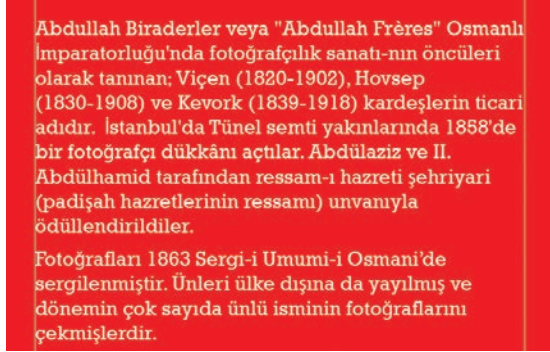 Abdullah Biraderler veya "Abdullah Frères" Osmanlı
İmparatorluğu'nda fotoğrafçılık sanatı-nın öncüleri
olarak tanınan; Viçen (1820-1902), Hovsep
(1830-1908) ve Kevork (1839-1918) kardeşlerin ticari
adıdır. İstanbul'da Tünel semti yakınlarında 1858'de
bir fotoğrafçı dükkânı açtılar. Abdülaziz ve II.
Abdülhamid tarafından ressam-ı hazreti şehriyari
(padişah hazretlerinin ressamı) unvanıyla
ödüllendirildiler.
Fotoğrafları 1863 Sergi-i Umumi-i Osmani’de
sergilenmiştir. Ünleri ülke dışına da yayılmış ve
dönemin çok sayıda ünlü isminin fotoğraflarını
çekmişlerdir.